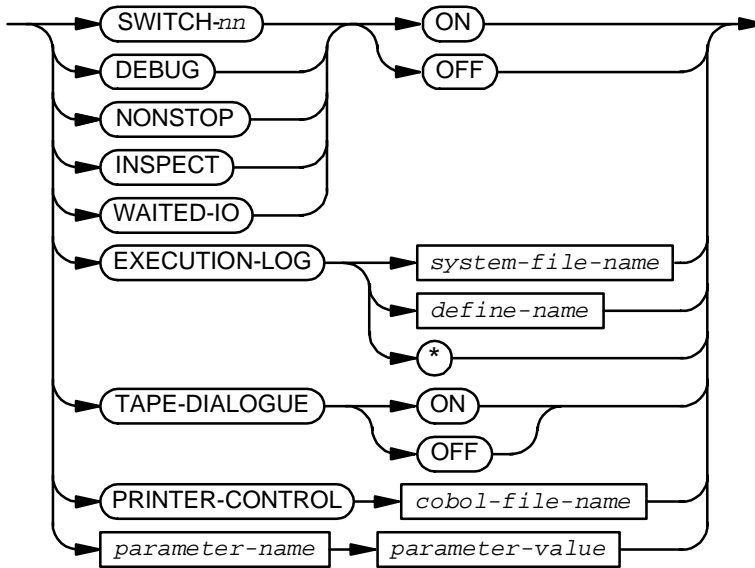 SWITCH-nn ON
DEBUG OFF
NONSTOP
INSPECT
WAITED-IO
EXECUTION-LOG system-file-name
define-name
*
TAPE-DIALOGUE ON
OFF
PRINTER-CONTROL cobol-file-name
parameter-name parameter-value